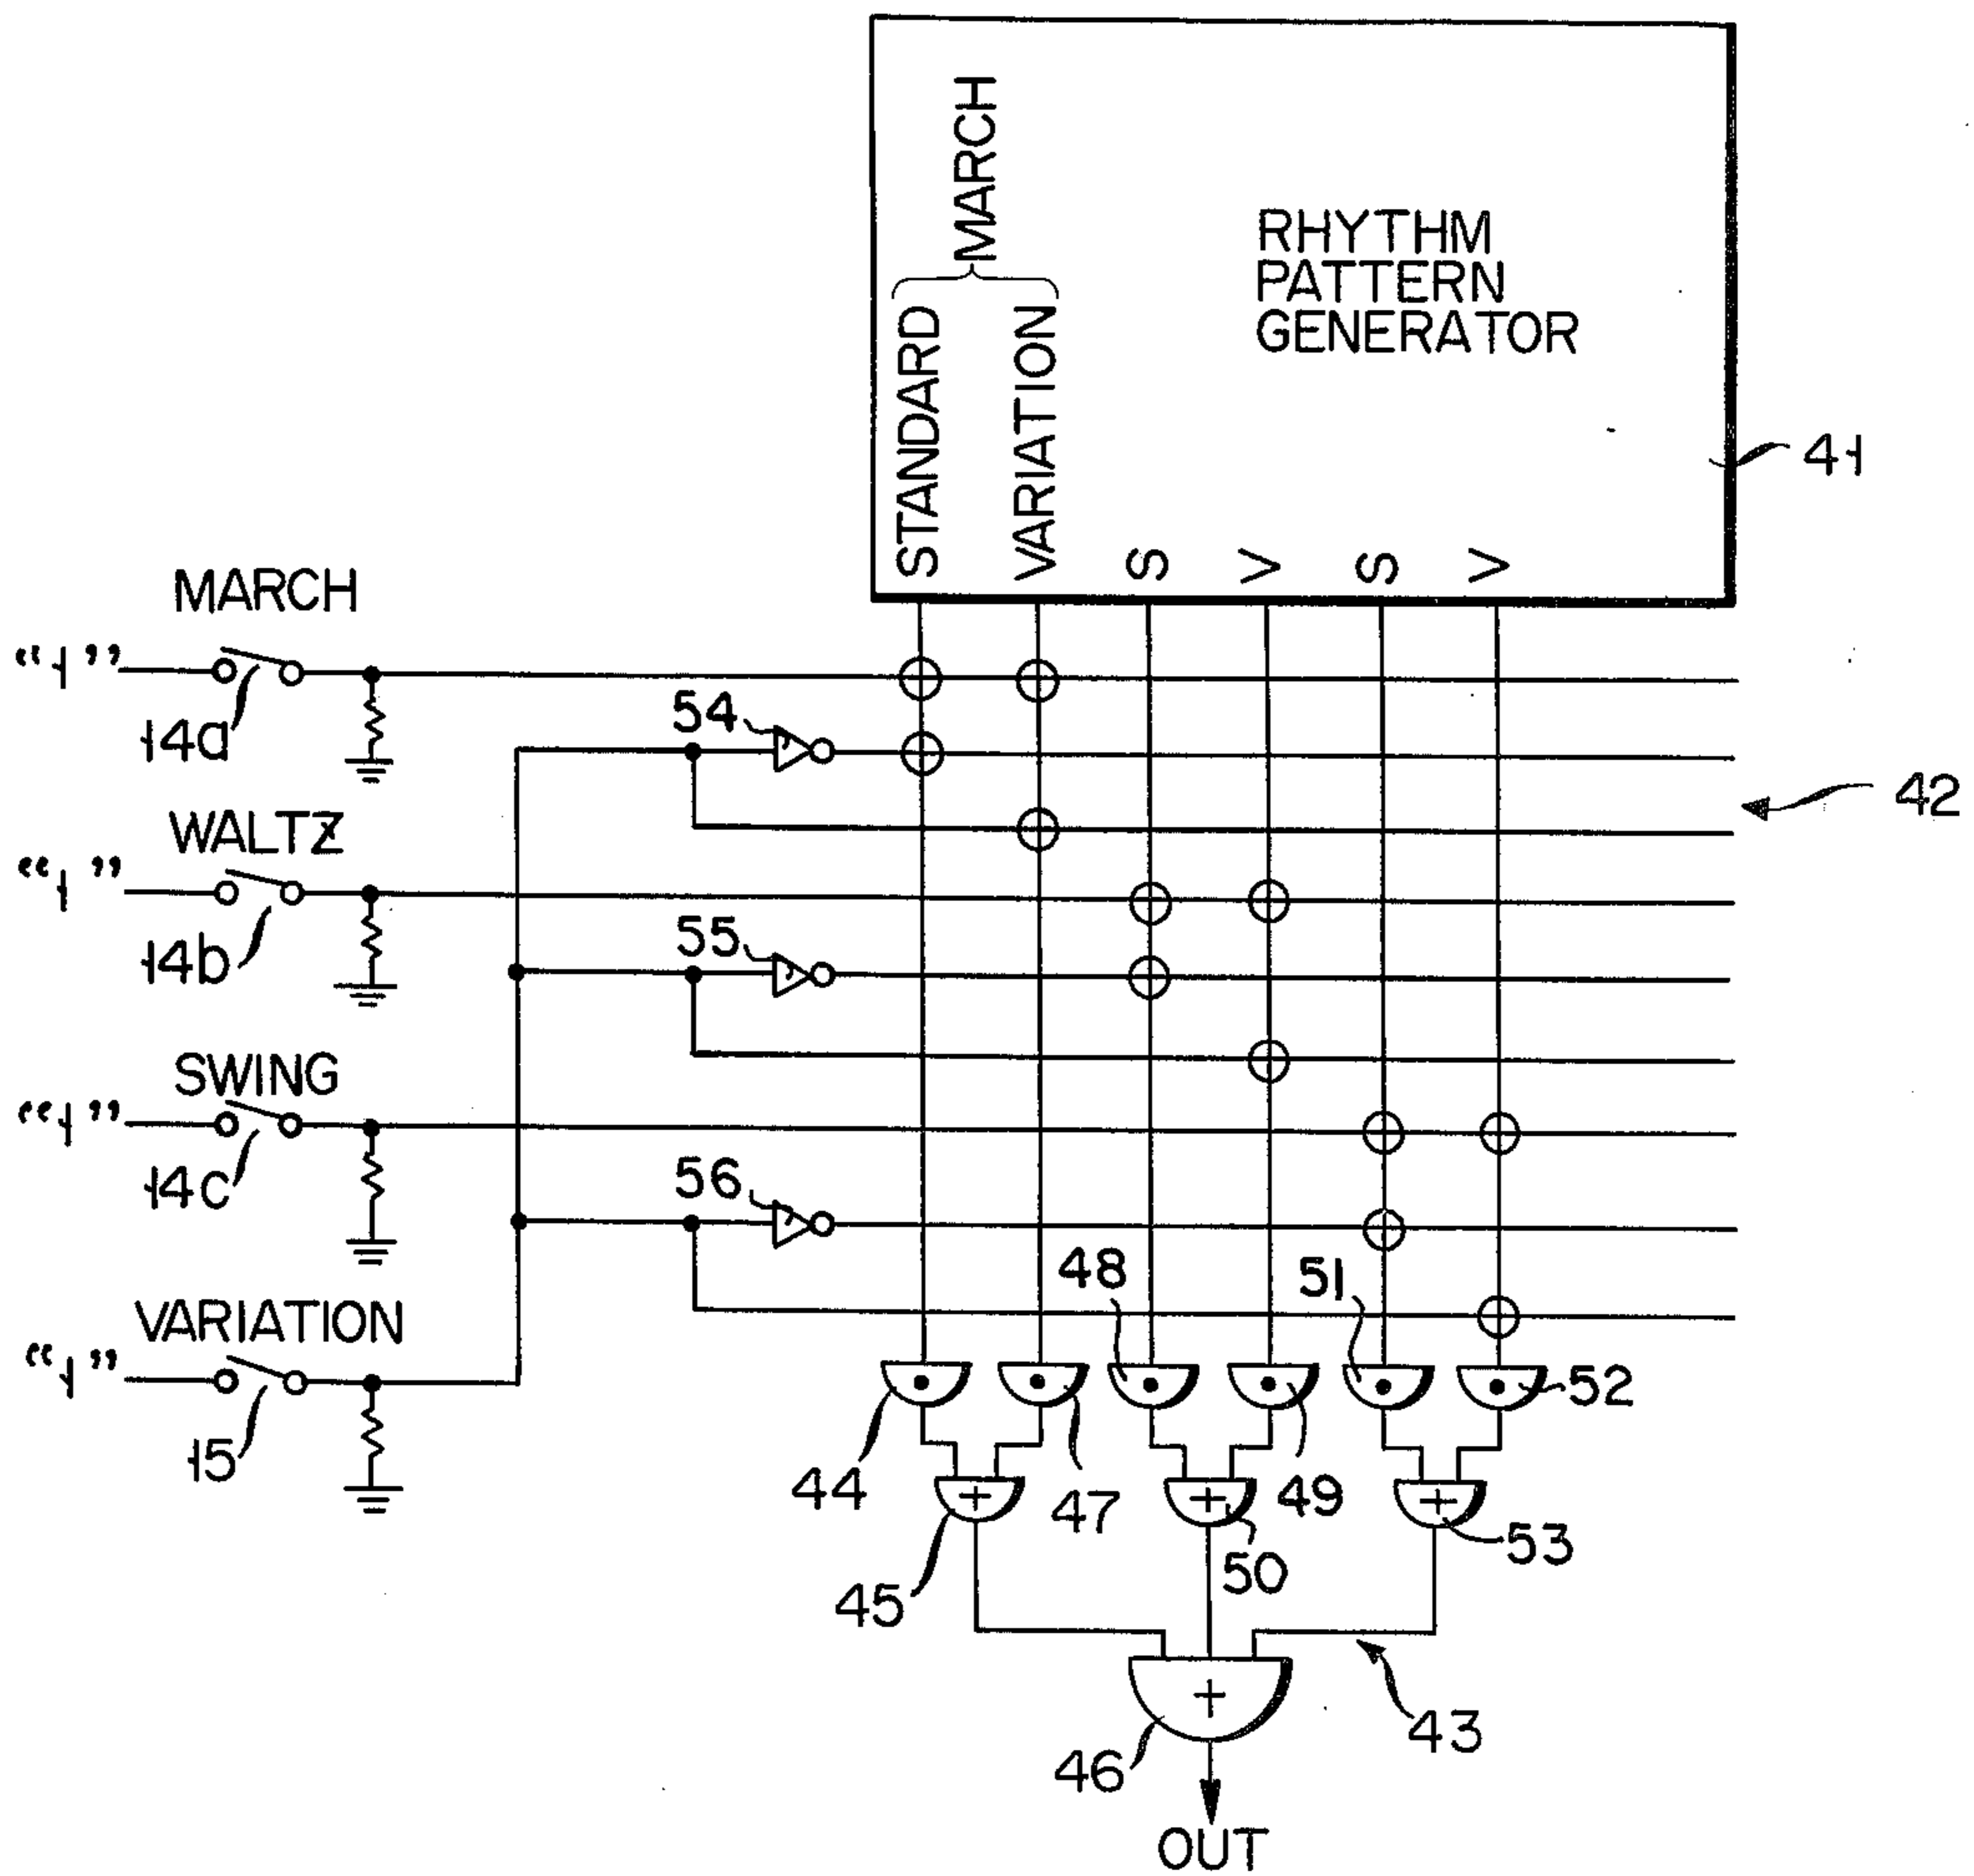 MARCH
STANDARD
VARIATION
RHYTHM
PATTERN
GENERATOR
S
V
S
V
41
MARCH
"1"
14a
54
42
WALTZ
"1"
14b
55
SWING
"1"
14c
56
48
51
VARIATION
"1"
15
52
44
47
49
53
45
50
43
46
OUT